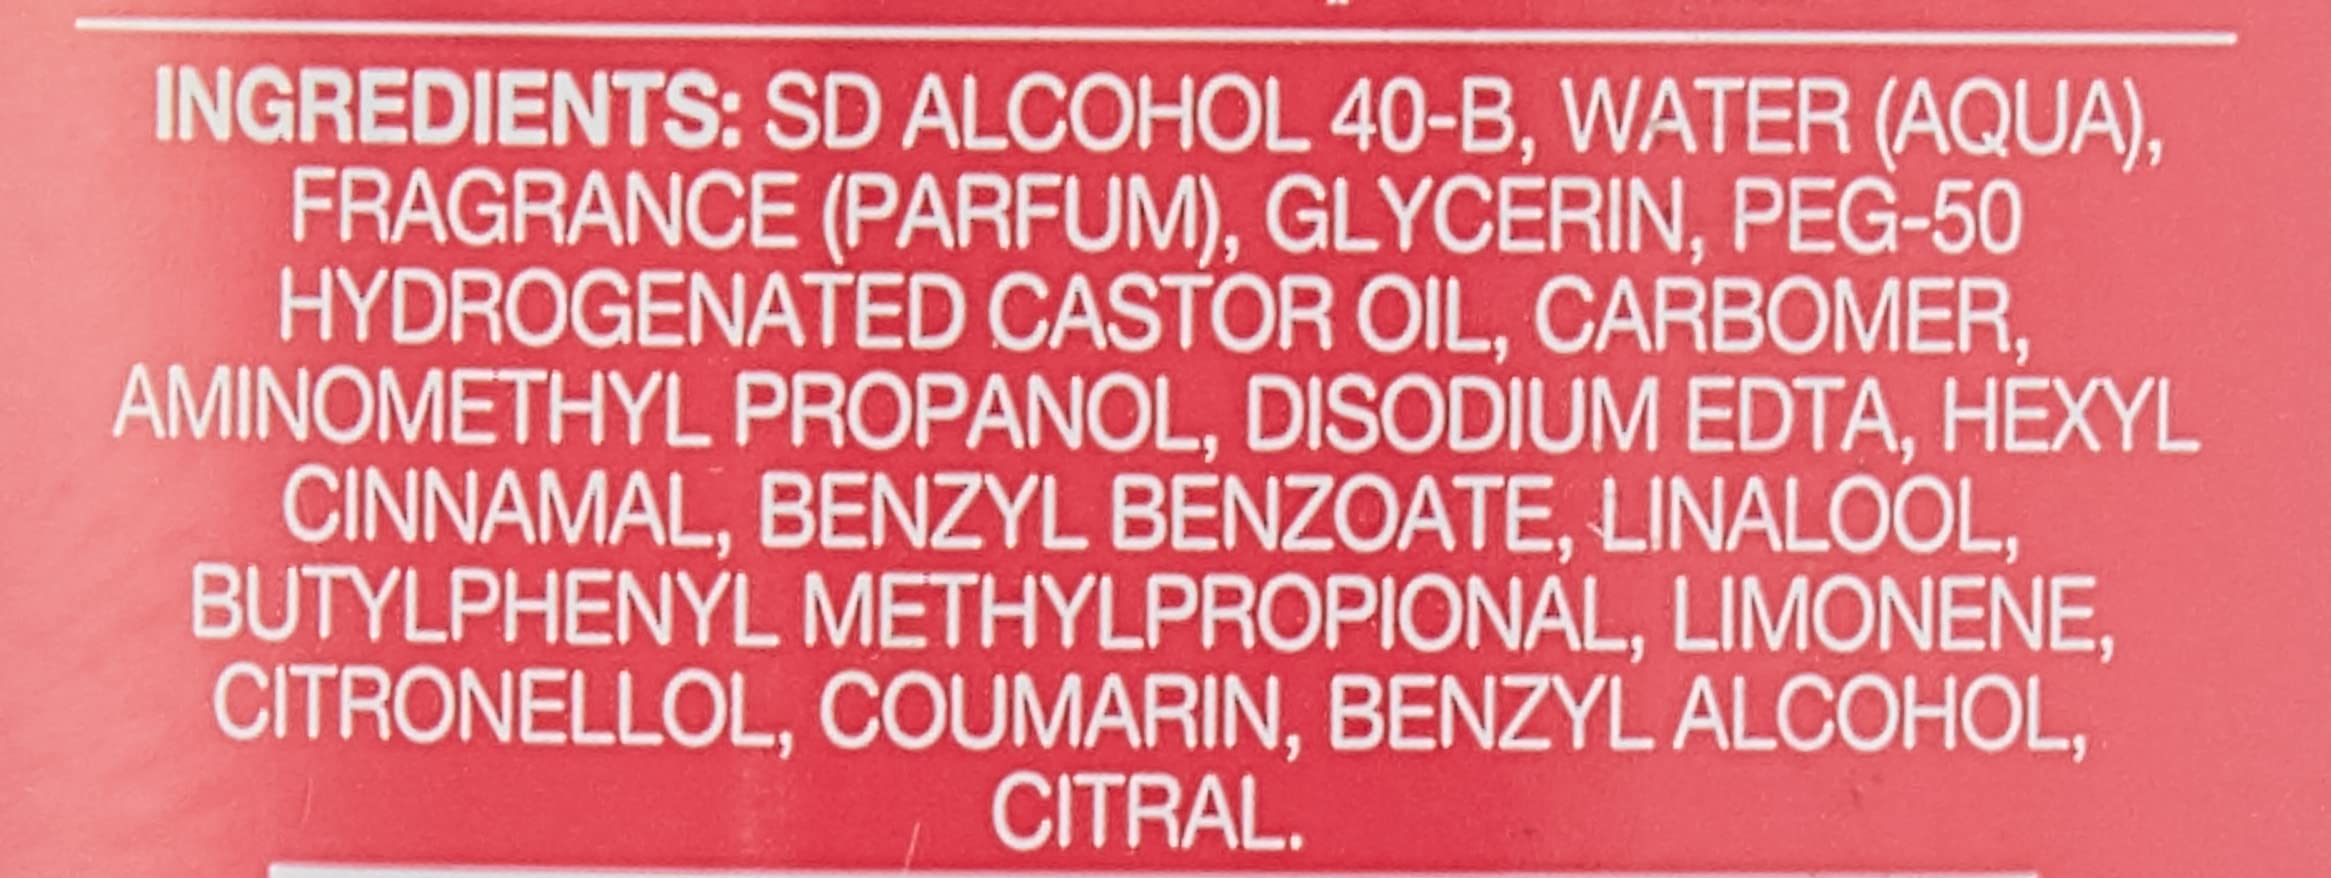 INGREDIENTS: SD ALCOHOL 40-B, WATER (AQUA),
FRAGRANCE (PARFUM), GLYCERIN, PEG-50
HYDROGENATED CASTOR OIL, CARBOMER,
AMINOMETHYL PROPANOL, DISODIUM EDTA, HEXYL
CINNAMAL, BENZYL BENZOATE, LINALOOL,
BUTYLPHENYL METHYLPROPIONAL, LIMONENE,
CITRONELLOL, COUMARIN, BENZYL ALCOHOL,
CITRAL.